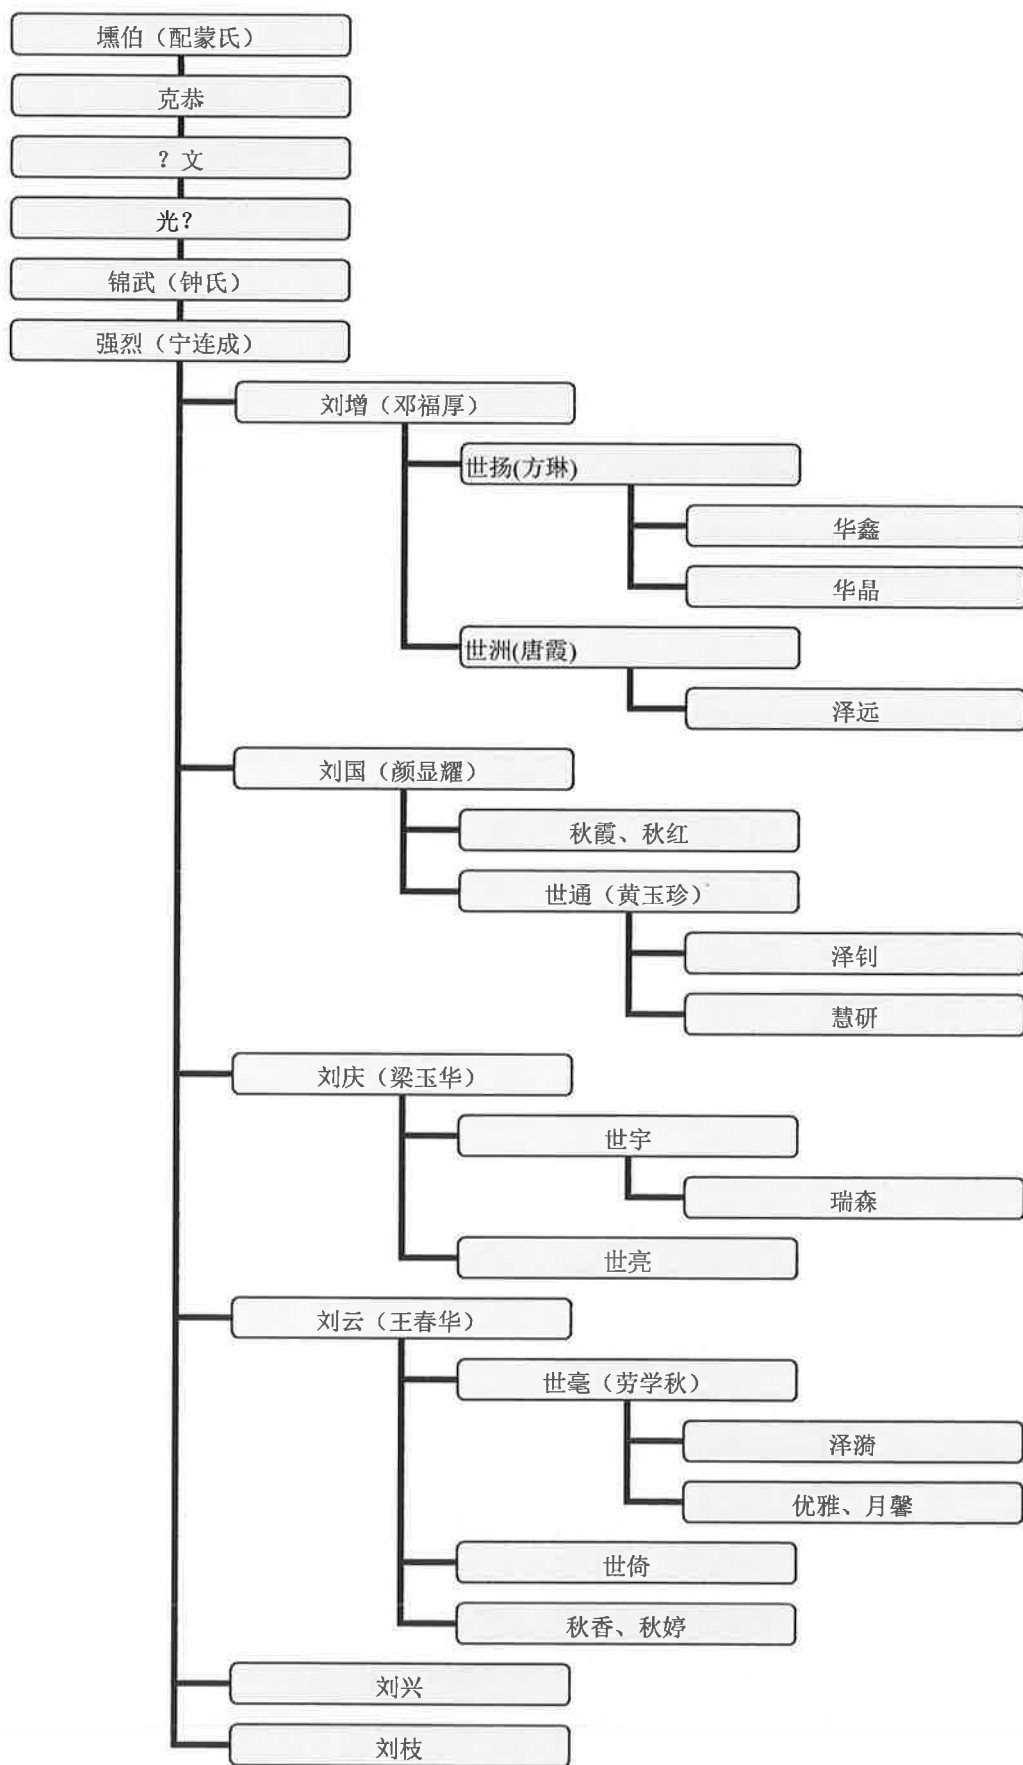 壎伯（配蒙氏）
克恭
？文
光？
锦武（钟氏）
强烈（宁连成）
刘增（邓福厚）
世扬(方琳)
华鑫
华晶
世洲(唐霞)
泽远
刘国（颜显耀）
秋霞、秋红
世通（黄玉珍）
泽钊
慧研
刘庆（梁玉华）
世宇
瑞森
世亮
刘云（王春华）
世毫（劳学秋）
泽漪
优雅、月馨
世倚
秋香、秋婷
刘兴
刘枝